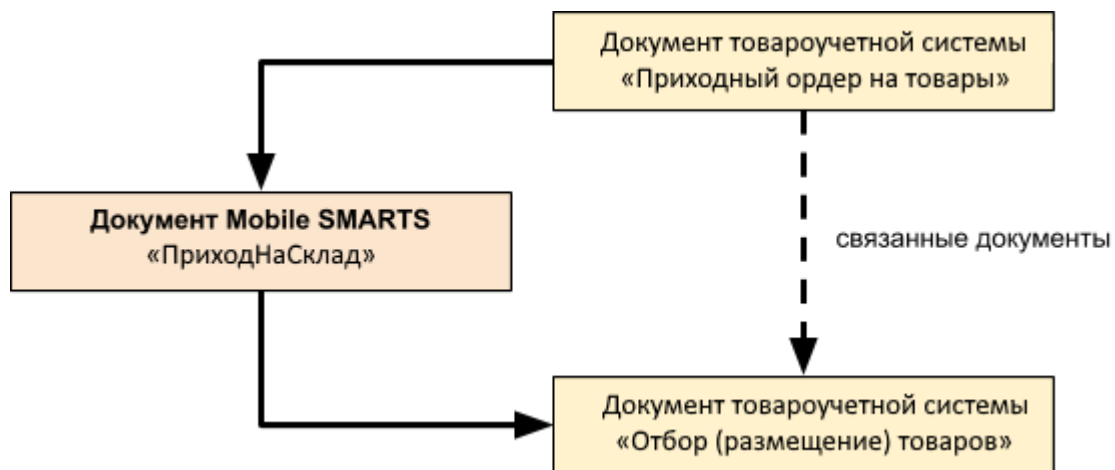 Документ товароучетной системы
«Приходный ордер на товары»
Документ Mobile SMARTS
«ПриходНаСклад»
связанные документы
Документ товароучетной системы
«Отбор (размещение) товаров»